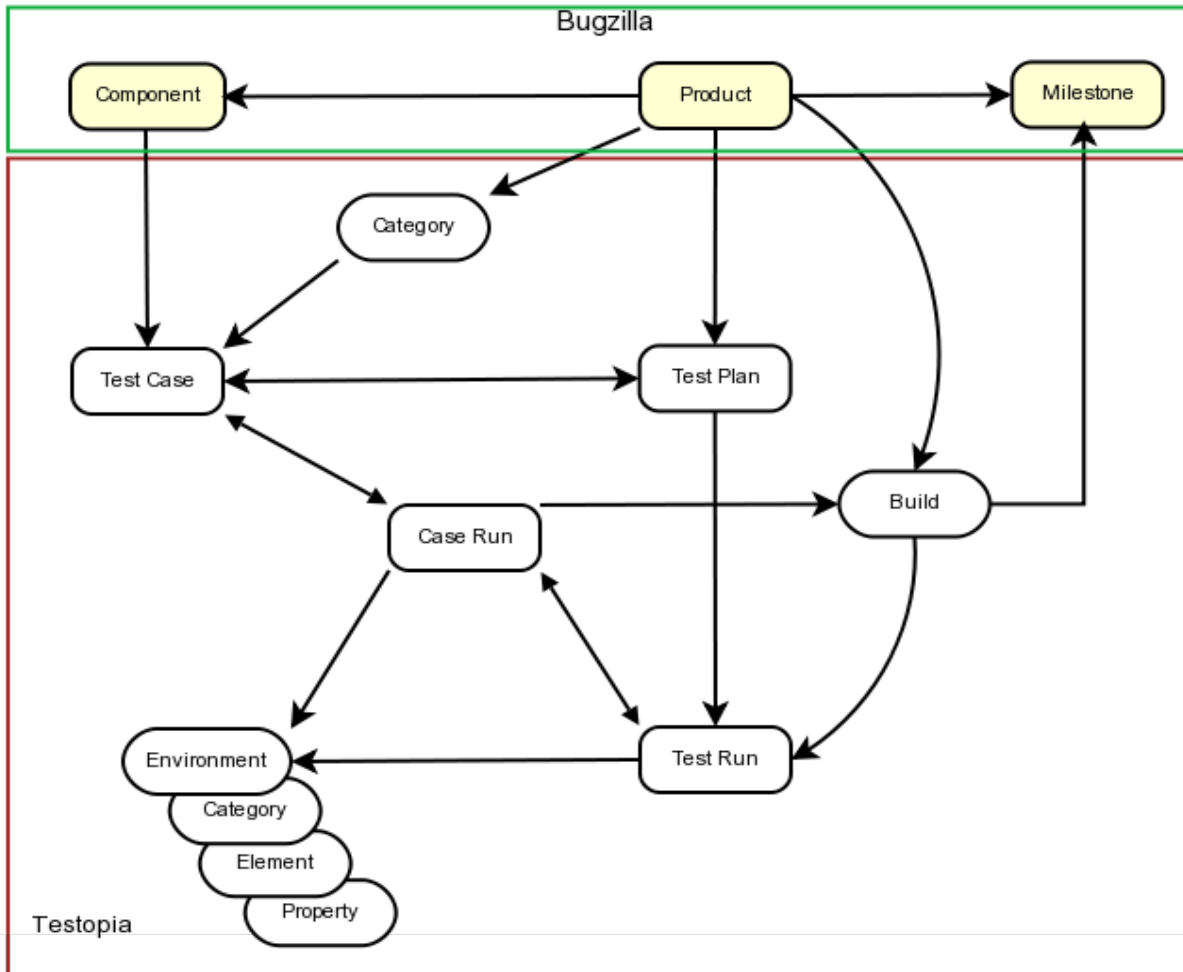 Bugzilla
Component
Product
Milestone
Category
Test Case
Test Plan
Build
Case Run
Environment
Test Run
Category
Element
Property
Testopia